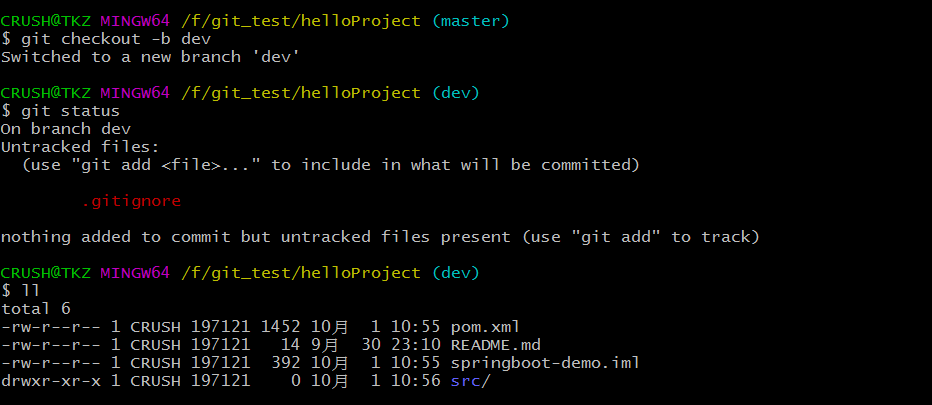 CRUSH@TKZ MINGW64 /f/git_test/helloProject (master)
$ git checkout -b dev
Switched to a new branch 'dev'
CRUSH@TKZ MINGW64 /f/git_test/helloProject (dev)
$ git status
On branch dev
Untracked files:
  (use "git add <file>..." to include in what will be committed)
        .gitignore
nothing added to commit but untracked files present (use "git add" to track)
CRUSH@TKZ MINGW64 /f/git_test/helloProject (dev)
$ ll
total 6
-rw-r--r-- 1 CRUSH 197121 1452 10月  1 10:55 pom.xml
-rw-r--r-- 1 CRUSH 197121   14 9月  30 23:10 README.md
-rw-r--r-- 1 CRUSH 197121  392 10月  1 10:55 springboot-demo.iml
drwxr-xr-x 1 CRUSH 197121    0 10月  1 10:56 src/